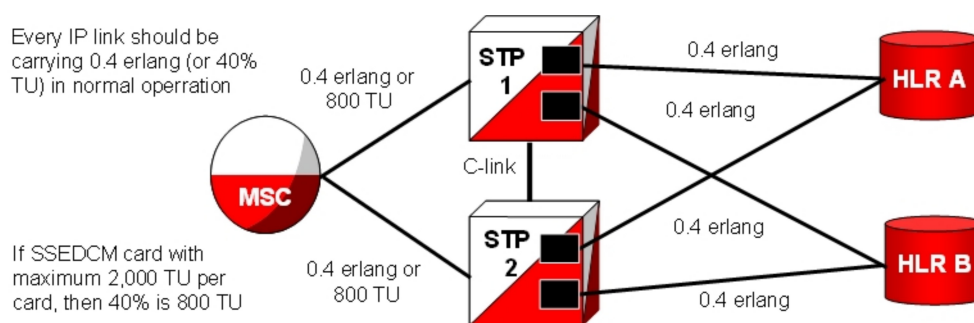 Every IP link should be
carrying 0.4 erlang (or 40%
TU) in normal operration
0.4 erlang or
800 TU
STP
1
0.4 erlang
HLR A
0.4 erlang
MSC
C-link
If SSEDCM card with
maximum 2,000 TU per
card, then 40% is 800 TU
0.4 erlang or
800 TU
STP
2
0.4 erlang
HLR B
0.4 erlang